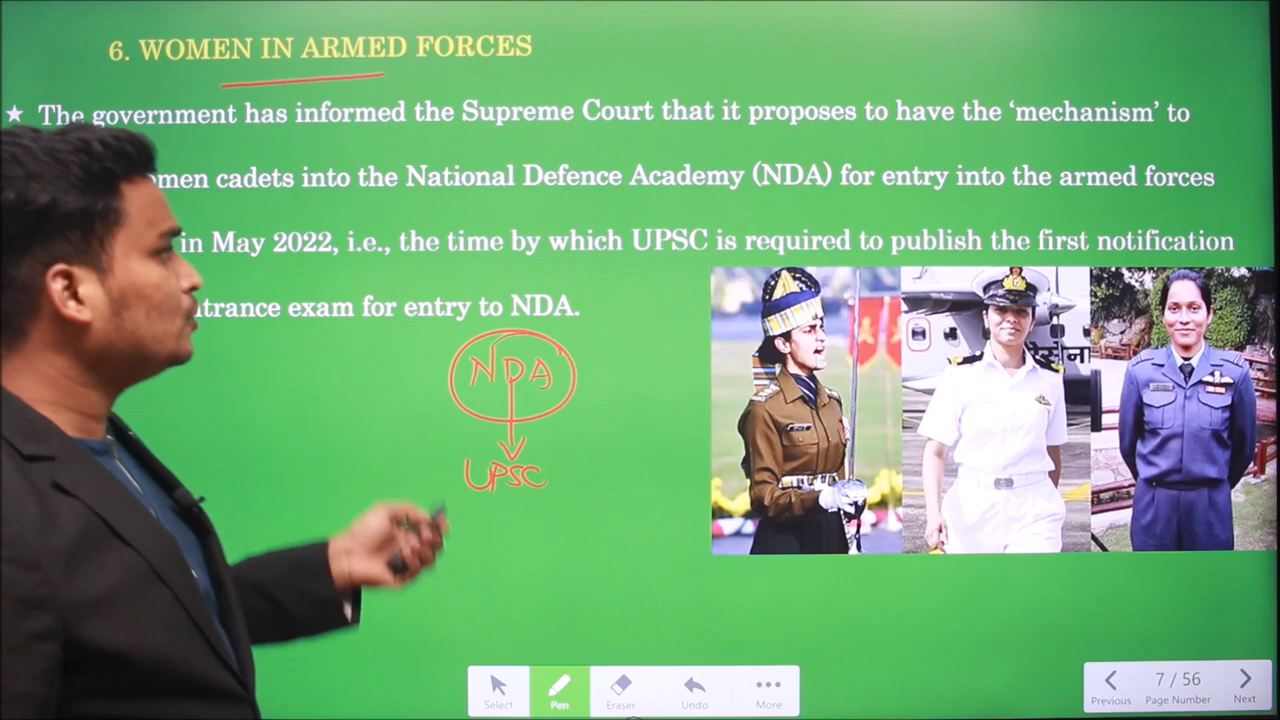 6. WOMEN IN ARMED FORCES
★ The government has informed the Supreme Court that it proposes to have the ‘mechanism’ to
omen cadets into the National Defence Academy (NDA) for entry into the armed forces
in May 2022, i.e., the time by which UPSC is required to publish the first notification
trance exam for entry to NDA.
NDA
UPSC
Select Pen Eraser Undo More
Previous 7 / 56 Page Number Next